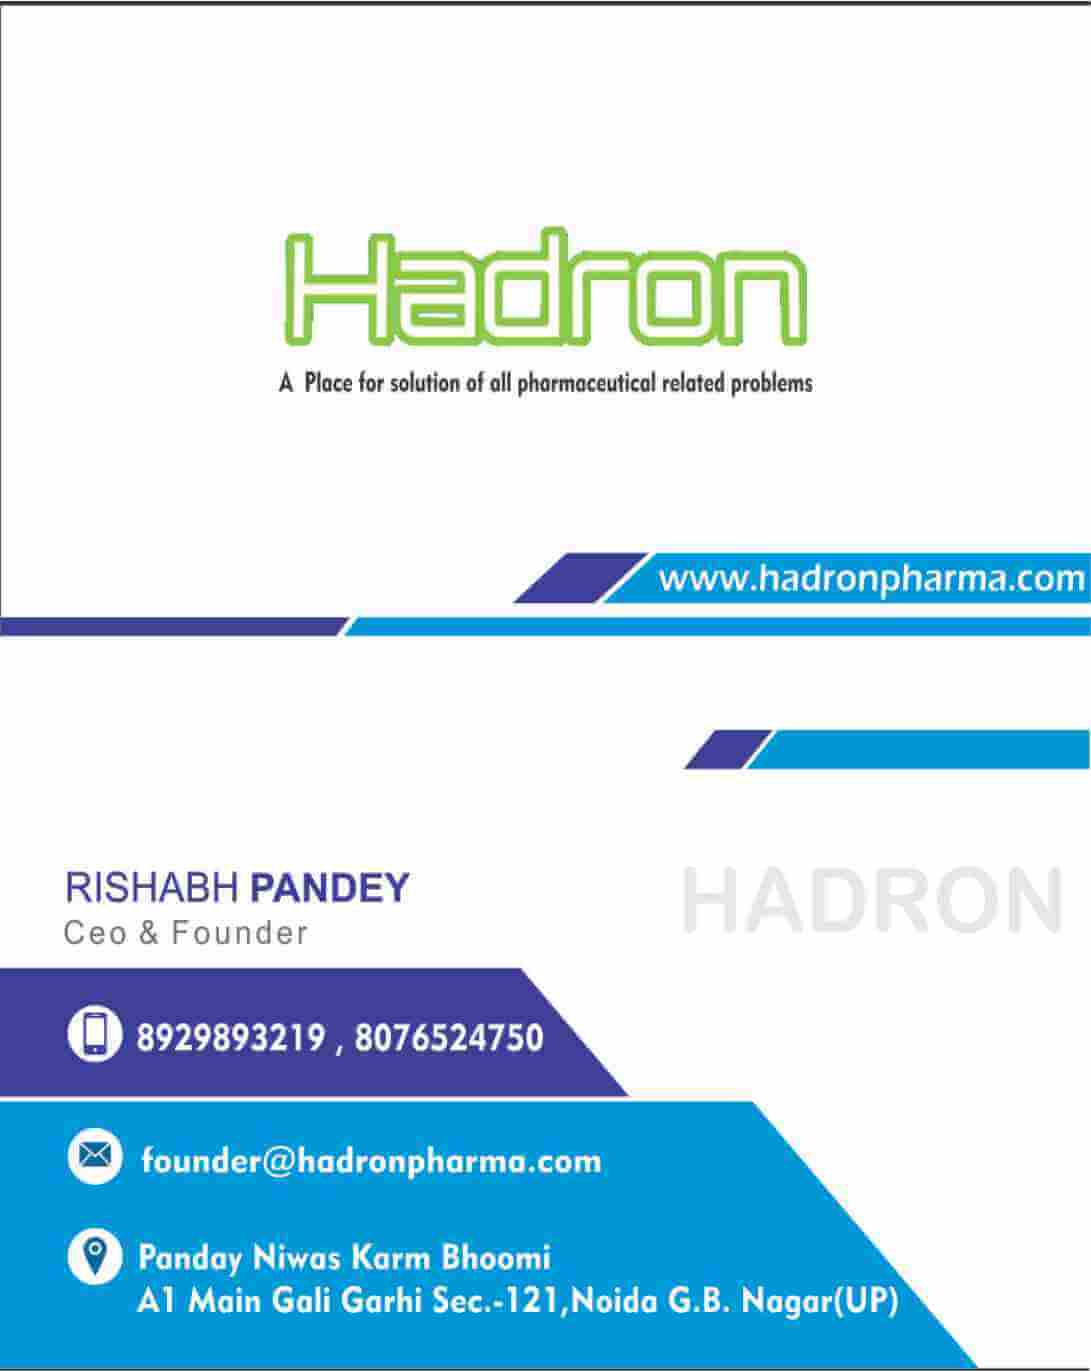 Hadron
A Place for solution of all pharmaceutical related problems
www.hadronpharma.com
HADRON
RISHABH PANDEY
Ceo & Founder
8929893219 , 8076524750
founder@hadronpharma.com
Panday Niwas Karm Bhoomi
A1 Main Gali Garhi Sec.-121,Noida G.B. Nagar(UP)